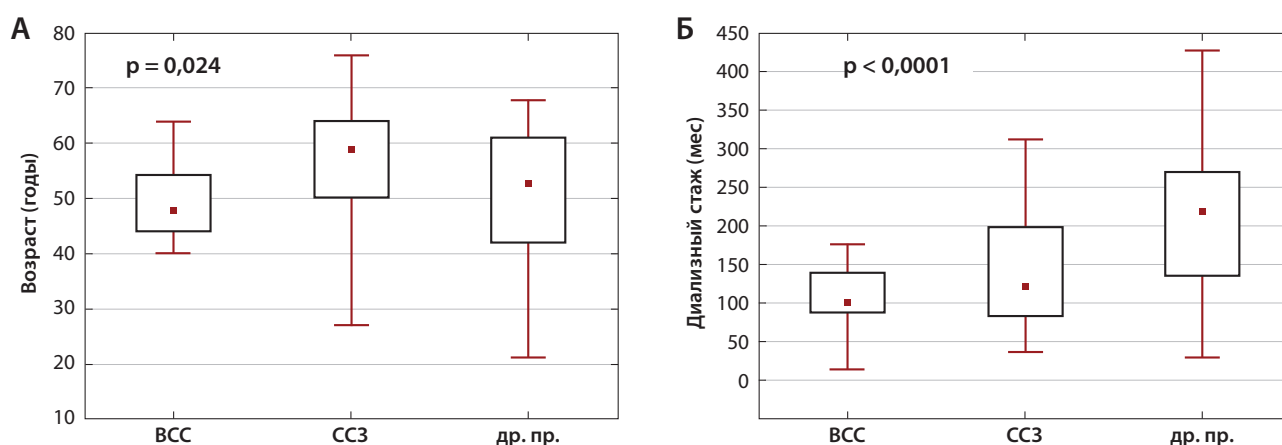 А
p = 0,024
Возраст (годы)
80
70
60
50
40
30
20
10
ВСС
ССЗ
др. пр.
Б
p < 0,0001
Диализный стаж (мес)
450
400
350
300
250
200
150
100
50
0
ВСС
ССЗ
др. пр.